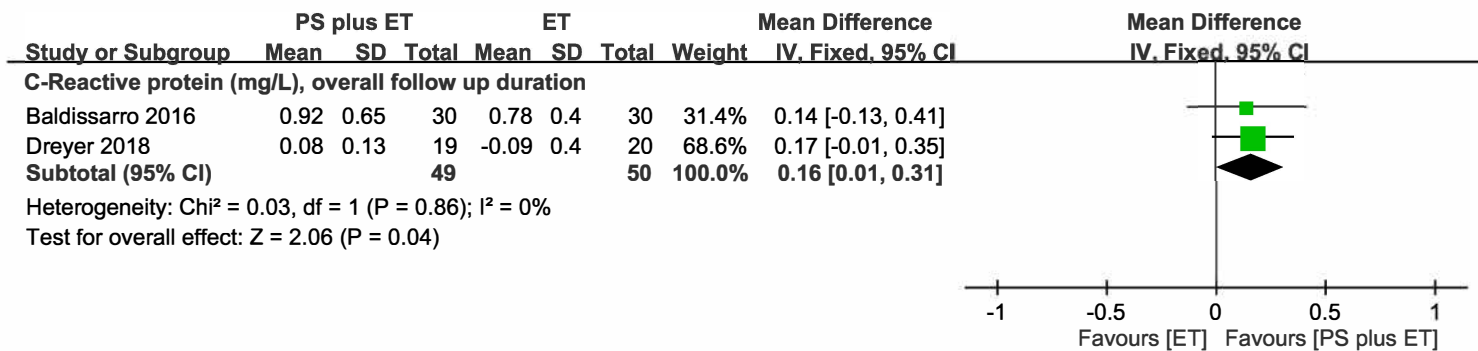 PS plus ET ET Mean Difference Mean Difference
Study or Subgroup Mean SD Total Mean SD Total Weight IV, Fixed, 95% CI IV, Fixed, 95% CI
C-Reactive protein (mg/L), overall follow up duration
Baldissarro 2016 0.92 0.65 30 0.78 0.4 30 31.4% 0.14 [-0.13, 0.41]
Dreyer 2018 0.08 0.13 19 -0.09 0.4 20 68.6% 0.17 [-0.01, 0.35]
Subtotal (95% CI) 49 50 100.0% 0.16 [0.01, 0.31]
Heterogeneity: Chi² = 0.03, df = 1 (P = 0.86); I² = 0%
Test for overall effect: Z = 2.06 (P = 0.04)
-1 -0.5 0 0.5 1
Favours [ET] Favours [PS plus ET]